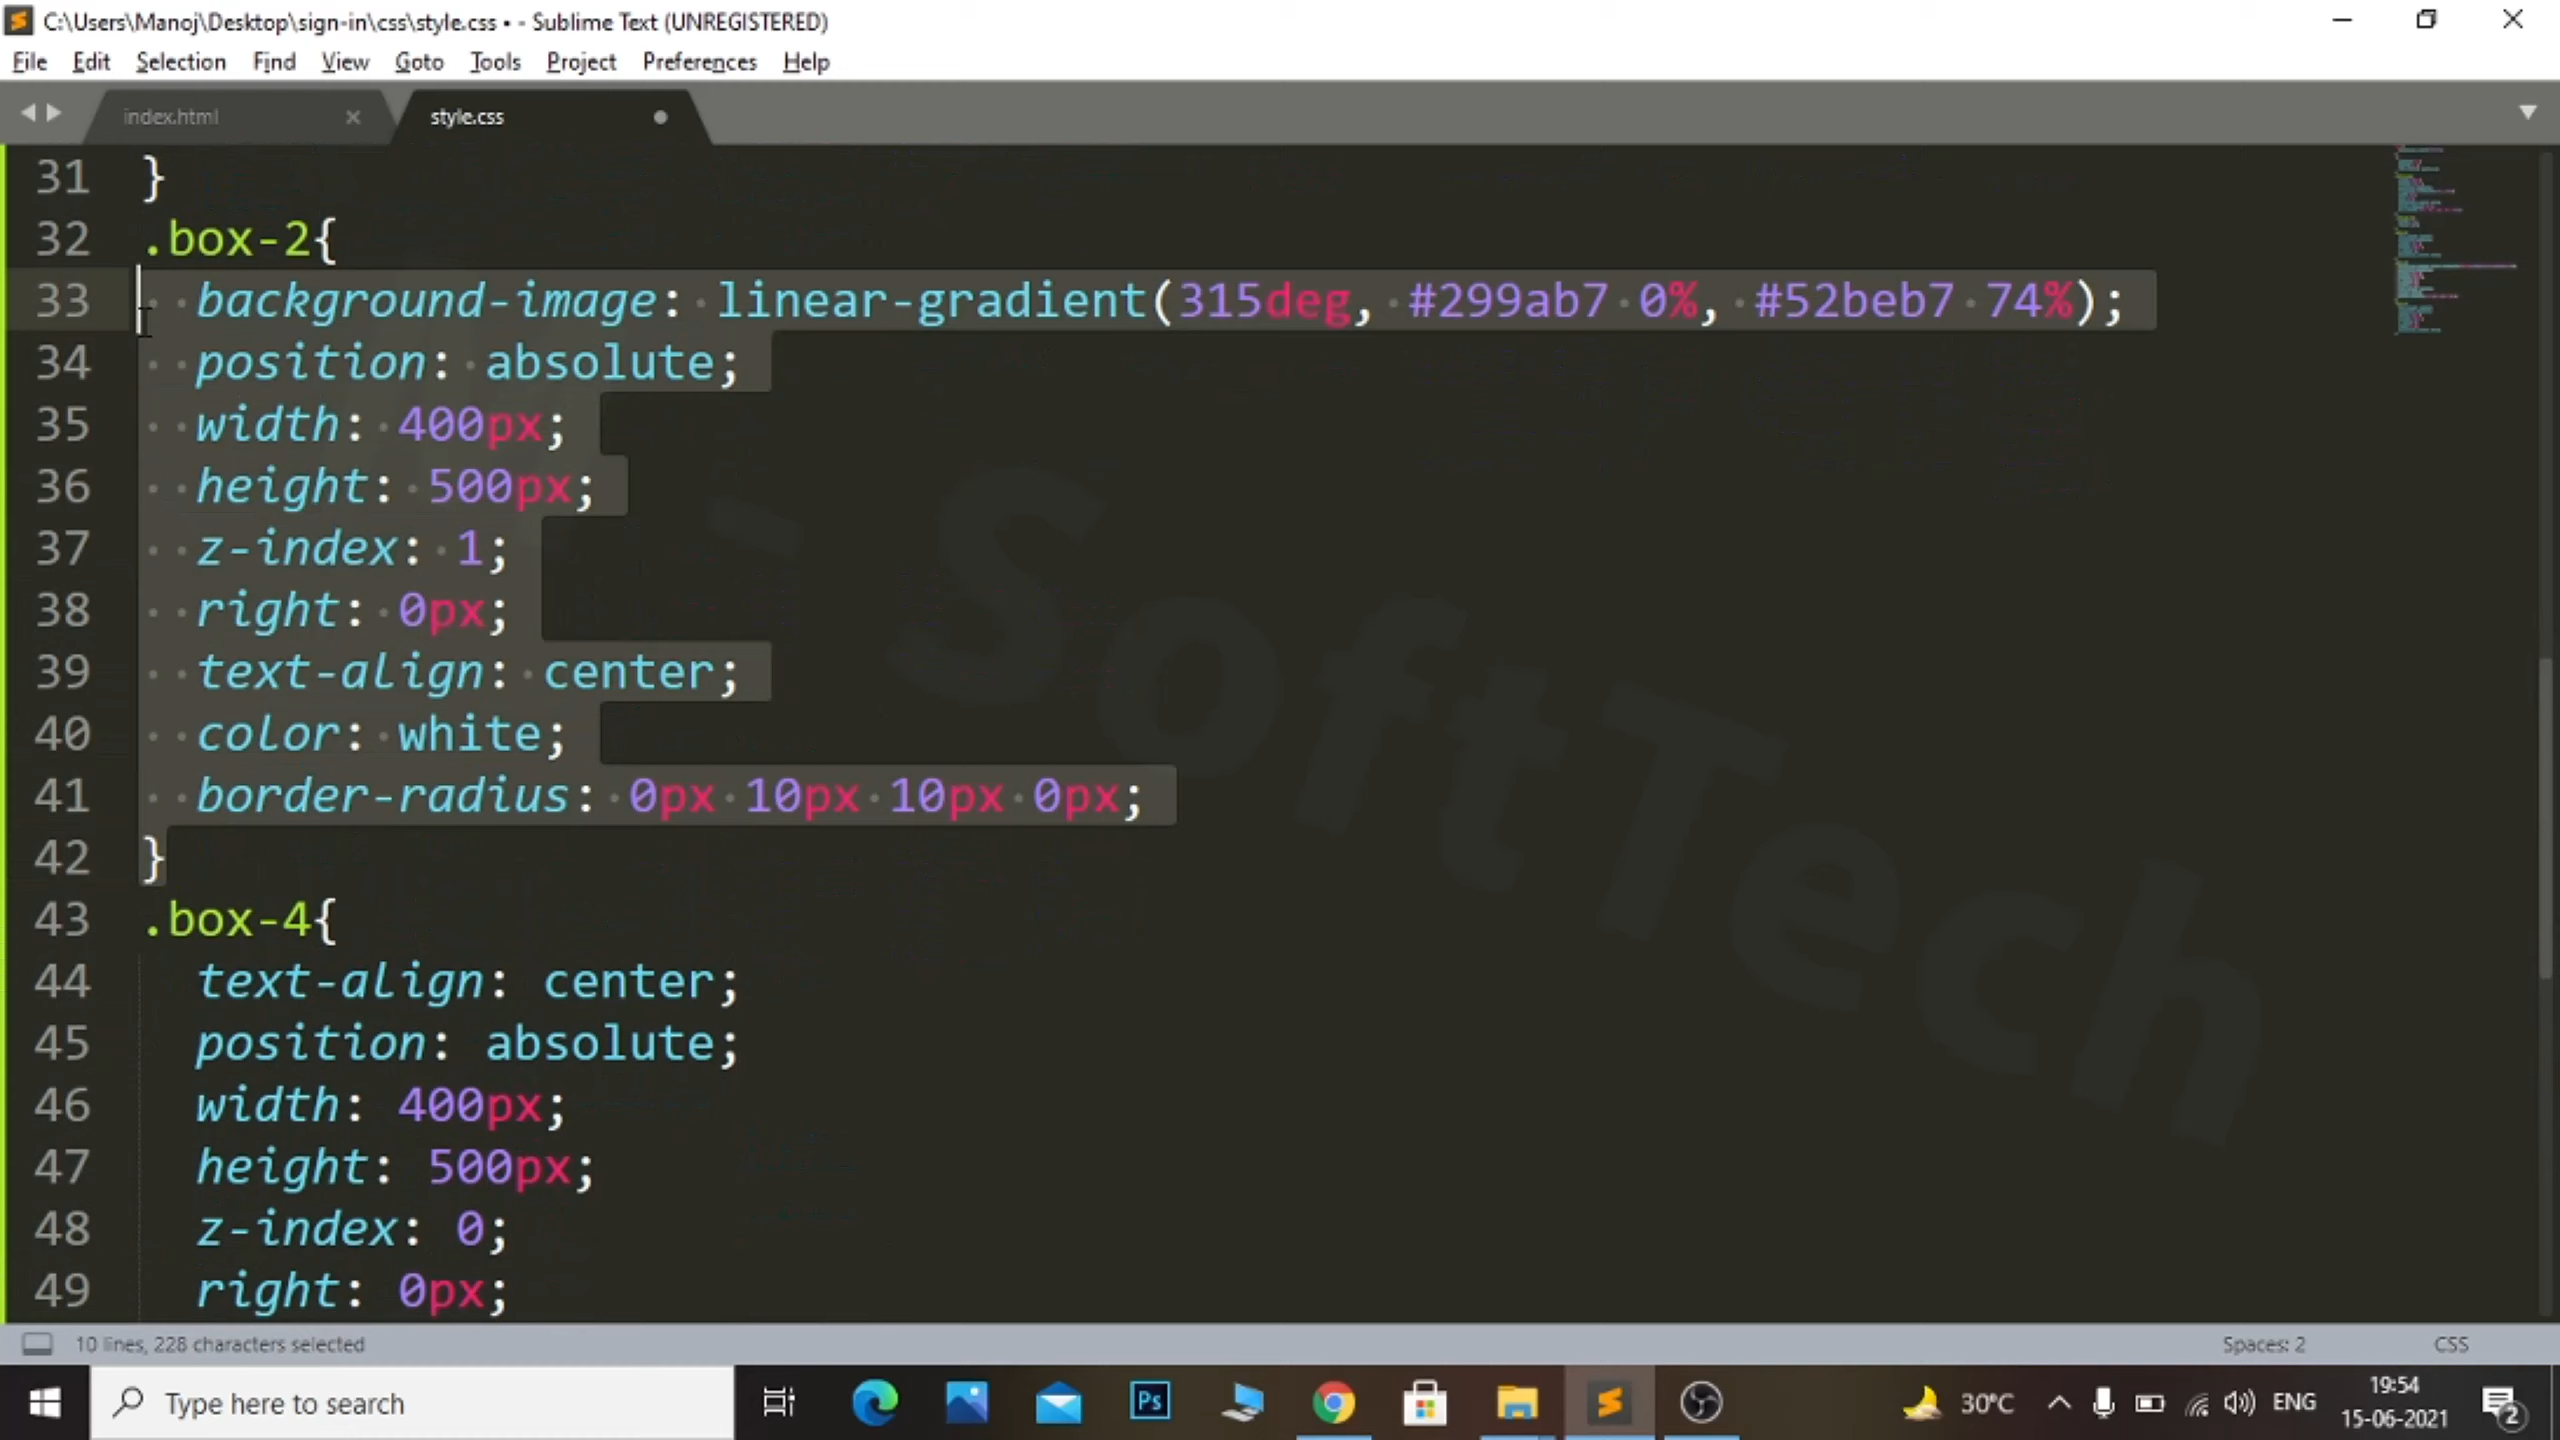 C:\Users\Manoj\Desktop\sign-in\css\style.css • - Sublime Text (UNREGISTERED)
File Edit Selection Find View Goto Tools Project Preferences Help
index.html style.css
31 }
32 .box-2{
33 background-image: linear-gradient(315deg, #299ab7 0%, #52beb7 74%);
34 position: absolute;
35 width: 400px;
36 height: 500px;
37 z-index: 1;
38 right: 0px;
39 text-align: center;
40 color: white;
41 border-radius: 0px 10px 10px 0px;
42 }
43 .box-4{
44 text-align: center;
45 position: absolute;
46 width: 400px;
47 height: 500px;
48 z-index: 0;
49 right: 0px;
SoftTech
10 lines, 228 characters selected Spaces: 2 CSS
Type here to search Ps 30°C ENG 19:54
15-06-2021 2